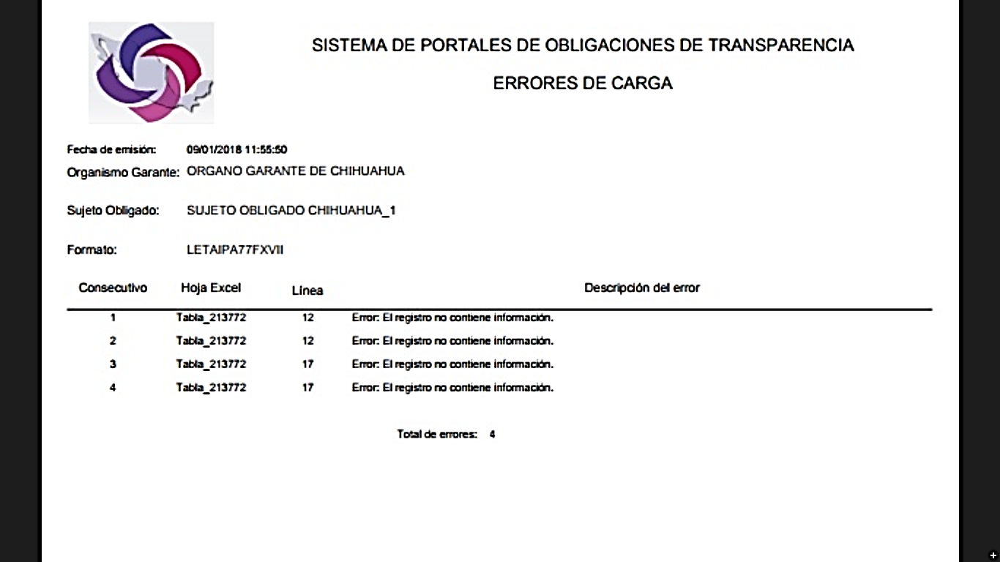 SISTEMA DE PORTALES DE OBLIGACIONES DE TRANSPARENCIA
ERRORES DE CARGA
Fecha de emisión: 09/01/2018 11:55:50
Organismo Garante: ORGANO GARANTE DE CHIHUAHUA
Sujeto Obligado: SUJETO OBLIGADO CHIHUAHUA_1
Formato: LETAIPA77FXVII
Consecutivo Hoja Excel Línea Descripción del error
1 Tabla_213772 12 Error: El registro no contiene información.
2 Tabla_213772 12 Error: El registro no contiene información.
3 Tabla_213772 17 Error: El registro no contiene información.
4 Tabla_213772 17 Error: El registro no contiene información.
Total de errores: 4